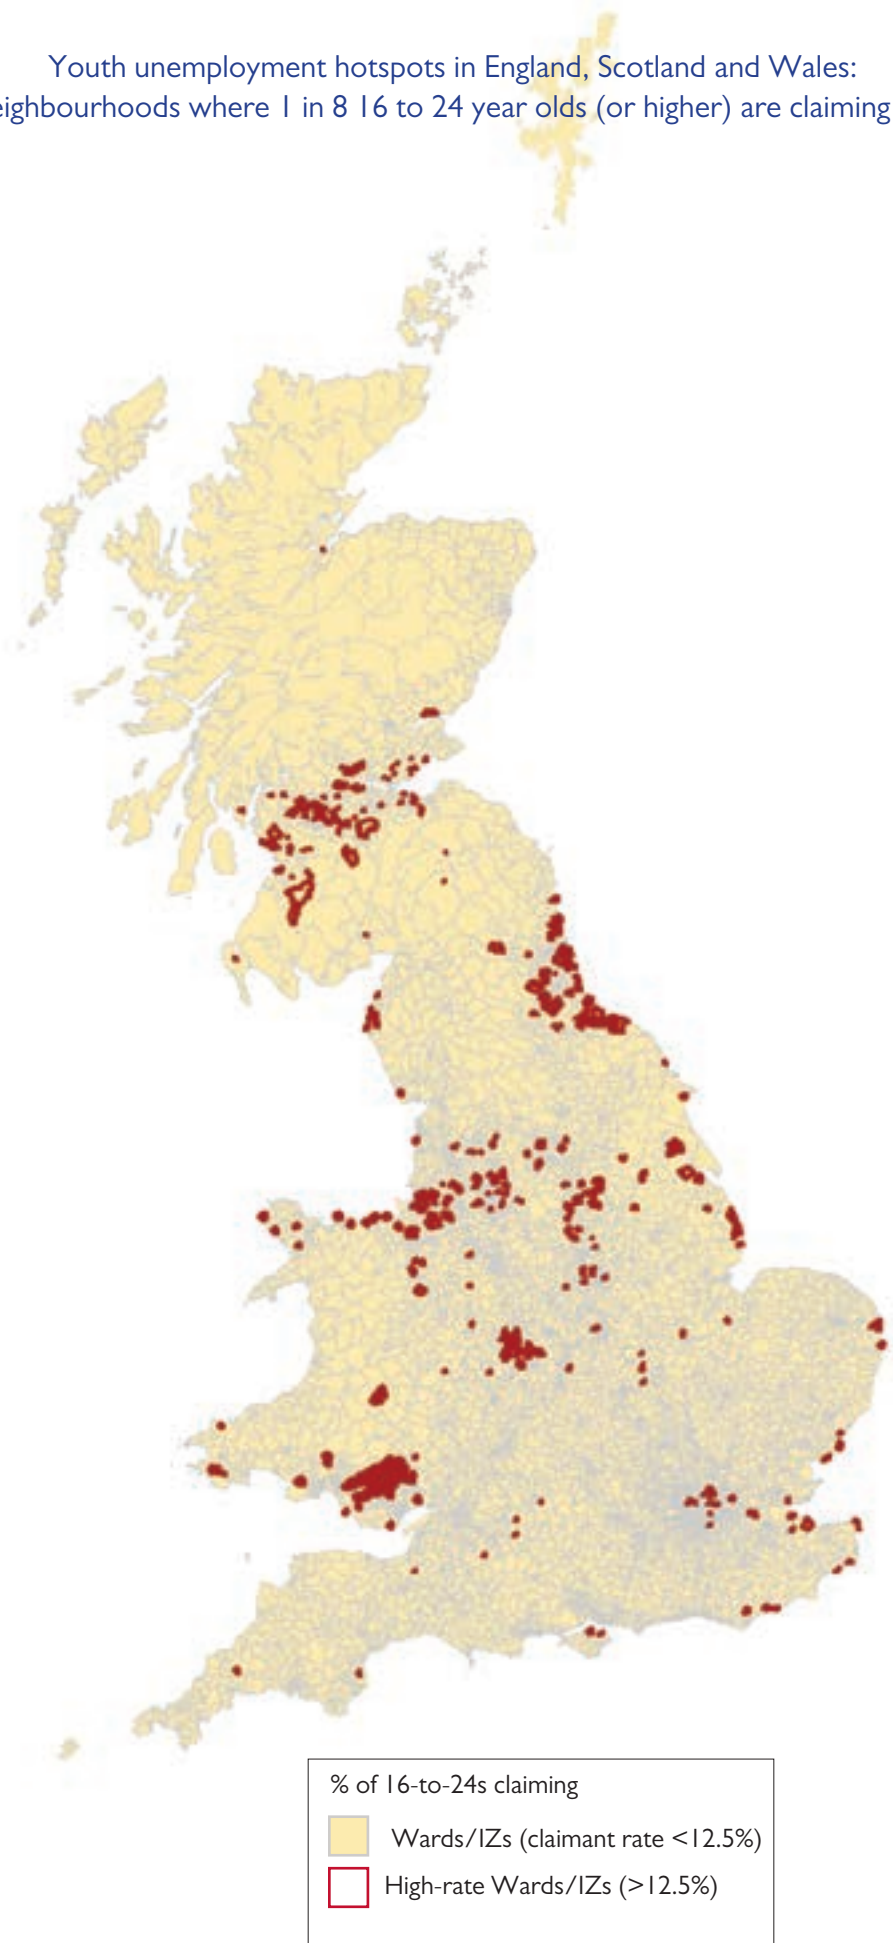 Youth unemployment hotspots in England, Scotland and Wales:
eighbourhoods where 1 in 8 16 to 24 year olds (or higher) are claiming
% of 16-to-24s claiming
Wards/IZs (claimant rate <12.5%)
High-rate Wards/IZs (>12.5%)